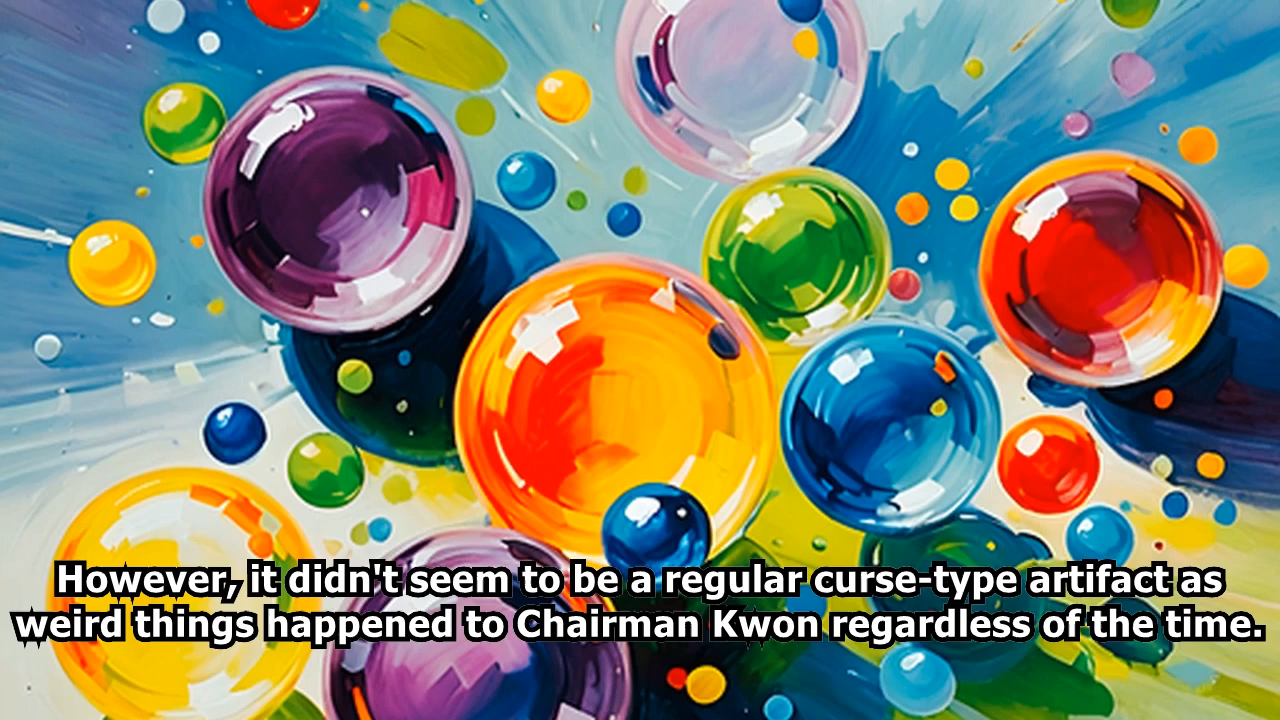 However, it didn't seem to be a regular curse-type artifact as
weird things happened to Chairman Kwon regardless of the time.